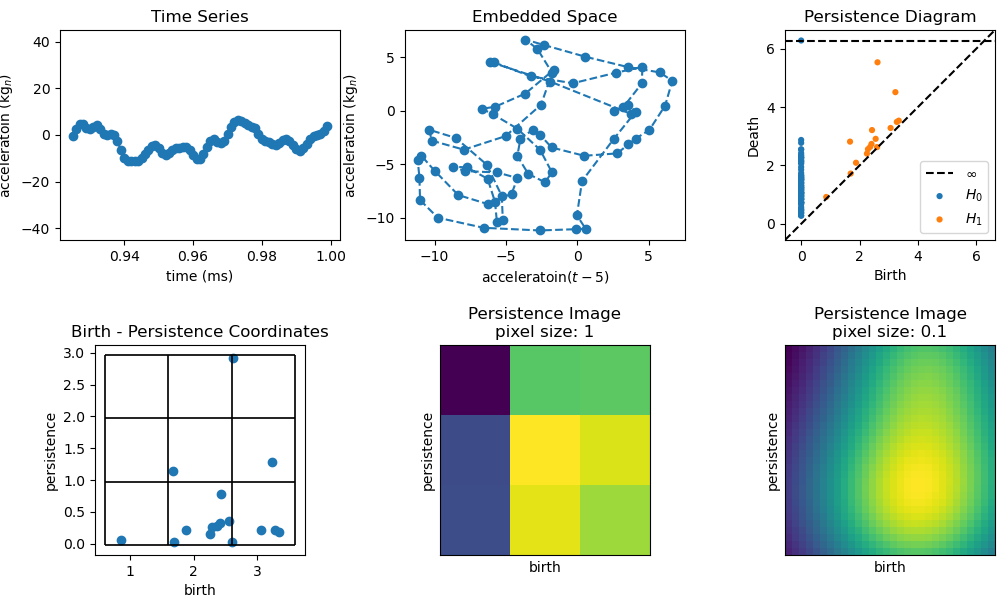 Time Series
acceleratoin (kg_n)
40
20
0
−20
−40
0.94
0.96
0.98
1.00
time (ms)
Embedded Space
acceleratoin (kg_n)
5
0
−5
−10
−10
−5
0
5
acceleratoin(t − 5)
Persistence Diagram
Death
6
4
2
0
∞
H_0
H_1
0
2
4
6
Birth
Birth - Persistence Coordinates
persistence
3.0
2.5
2.0
1.5
1.0
0.5
0.0
1
2
3
birth
Persistence Image
pixel size: 1
persistence
birth
Persistence Image
pixel size: 0.1
persistence
birth